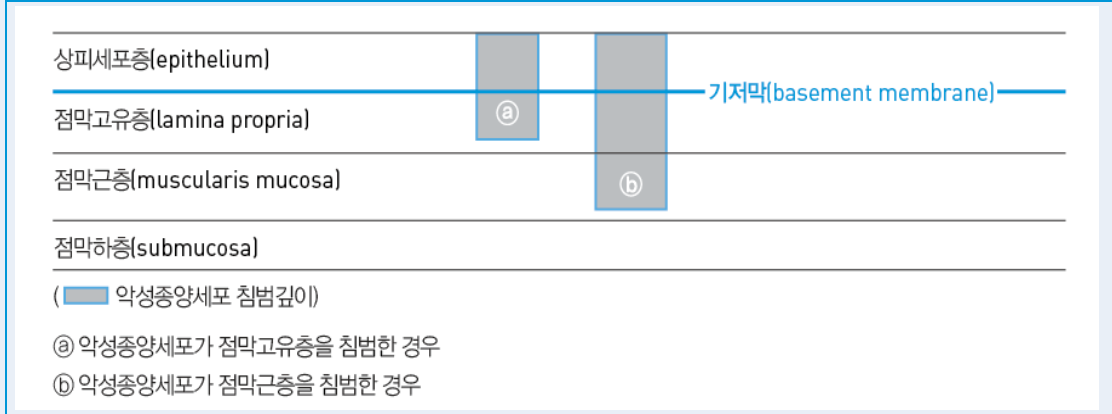 상피세포층(epithelium)
기저막(basement membrane)
점막고유층(lamina propria)
ⓐ
점막근층(muscularis mucosa)
ⓑ
점막하층(submucosa)
( 악성종양세포 침범깊이)
ⓐ 악성종양세포가 점막고유층을 침범한 경우
ⓑ 악성종양세포가 점막근층을 침범한 경우